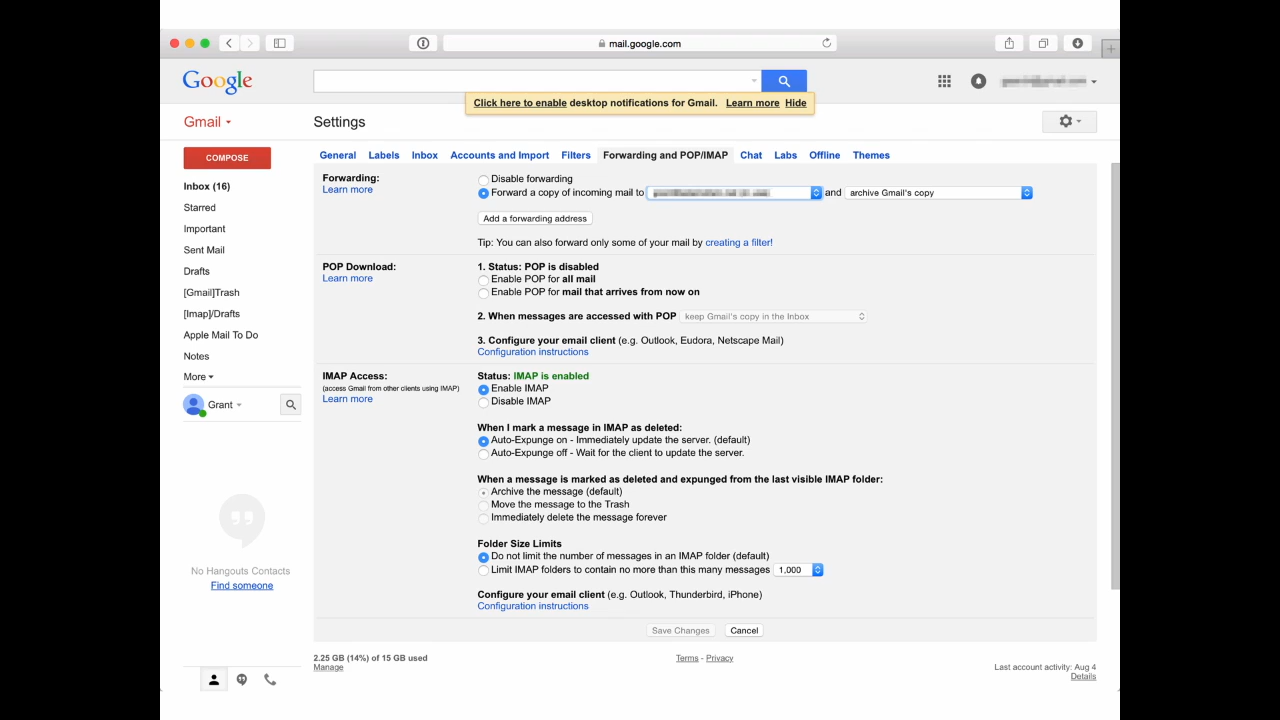 mail.google.com
Google
Click here to enable desktop notifications for Gmail. Learn more Hide
Gmail
Settings
COMPOSE
General Labels Inbox Accounts and Import Filters Forwarding and POP/IMAP Chat Labs Offline Themes
Inbox (16)
Starred
Important
Sent Mail
Drafts
[Gmail]Trash
[Imap]/Drafts
Apple Mail To Do
Notes
More
Grant
No Hangouts Contacts
Find someone
Forwarding:
Learn more
Disable forwarding
Forward a copy of incoming mail to and archive Gmail's copy
Add a forwarding address
Tip: You can also forward only some of your mail by creating a filter!
POP Download:
Learn more
1. Status: POP is disabled
Enable POP for all mail
Enable POP for mail that arrives from now on
2. When messages are accessed with POP keep Gmail's copy in the Inbox
3. Configure your email client (e.g. Outlook, Eudora, Netscape Mail)
Configuration instructions
IMAP Access:
(access Gmail from other clients using IMAP)
Learn more
Status: IMAP is enabled
Enable IMAP
Disable IMAP
When I mark a message in IMAP as deleted:
Auto-Expunge on - Immediately update the server. (default)
Auto-Expunge off - Wait for the client to update the server.
When a message is marked as deleted and expunged from the last visible IMAP folder:
Archive the message (default)
Move the message to the Trash
Immediately delete the message forever
Folder Size Limits
Do not limit the number of messages in an IMAP folder (default)
Limit IMAP folders to contain no more than this many messages 1,000
Configure your email client (e.g. Outlook, Thunderbird, iPhone)
Configuration instructions
Save Changes Cancel
2.25 GB (14%) of 15 GB used
Manage
Terms - Privacy
Last account activity: Aug 4
Details